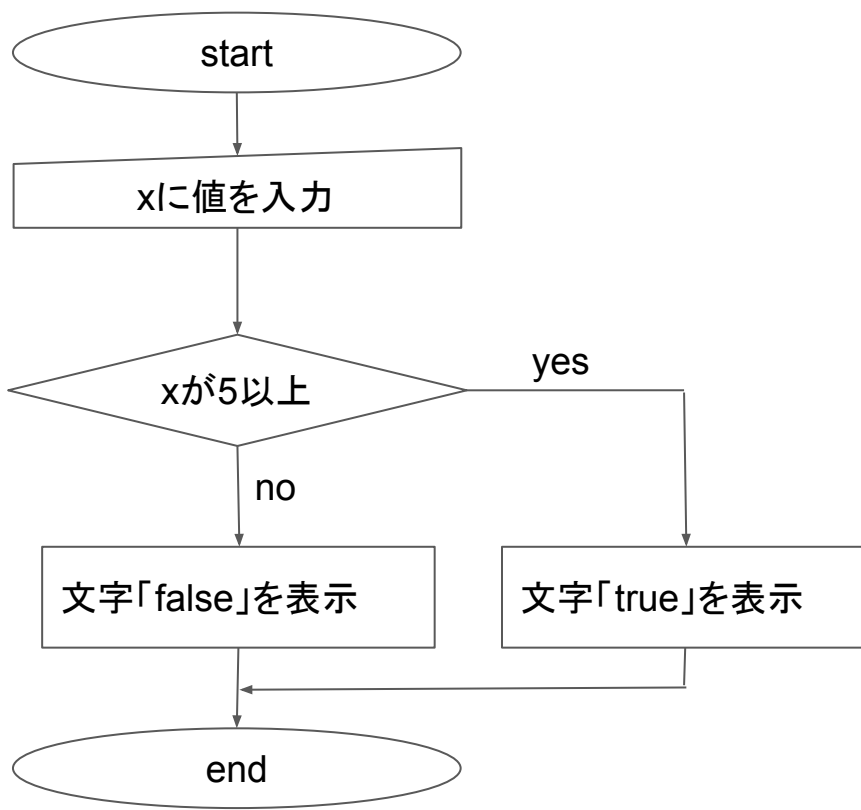 start
xに値を入力
xが5以上
yes
no
文字「false」を表示
文字「true」を表示
end